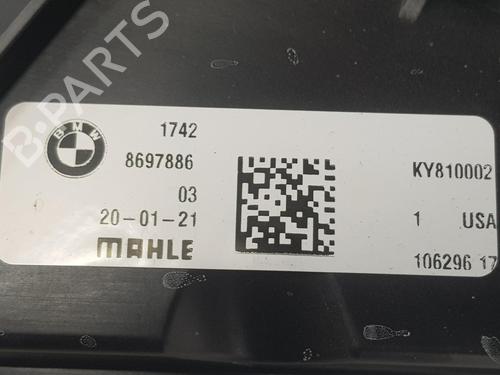 B-PARTS
BMW
1742
8697886
03
20-01-21
MAHLE
KY810002
1 USA
106296 17